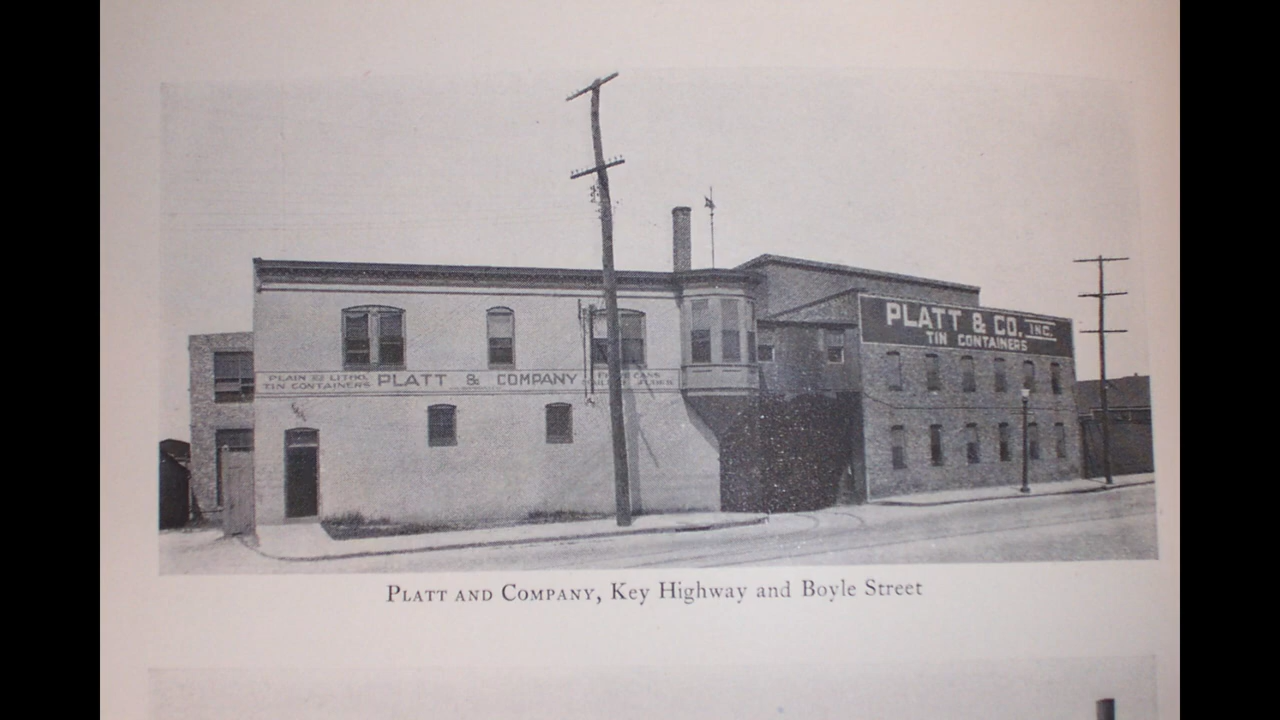 PLATT & CO. INC.
TIN CONTAINERS
PLAIN & LITHO.
TIN CONTAINERS
PLATT & COMPANY
CANS
PLATT AND COMPANY, Key Highway and Boyle Street